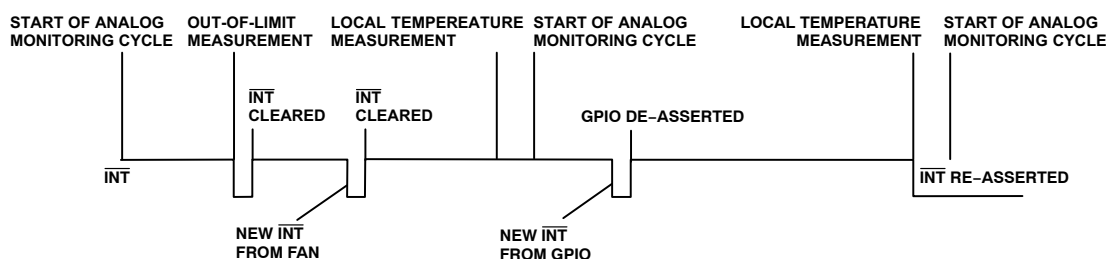 START OF ANALOG
MONITORING CYCLE
OUT-OF-LIMIT
MEASUREMENT
LOCAL TEMPEREATURE
MEASUREMENT
START OF ANALOG
MONITORING CYCLE
LOCAL TEMPERATURE
MEASUREMENT
START OF ANALOG
MONITORING CYCLE
INT
CLEARED
INT
CLEARED
GPIO DE−ASSERTED
INT
INT RE−ASSERTED
NEW INT
FROM FAN
NEW INT
FROM GPIO